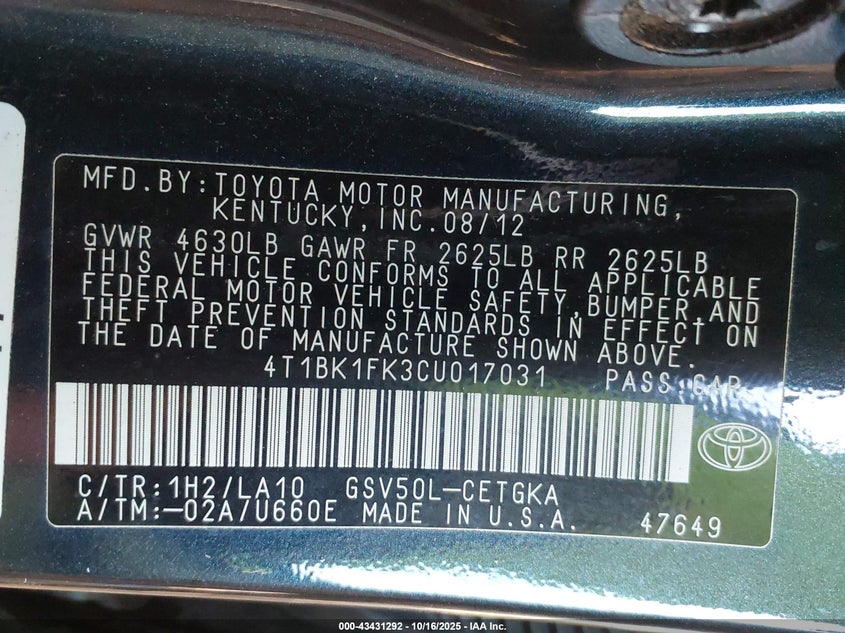 MFD.BY:TOYOTA MOTOR MANUFACTURING,
KENTUCKY,INC.08/12
GVWR 4630LB GAWR FR 2625LB RR 2625LB
THIS VEHICLE CONFORMS TO ALL APPLICABLE
FEDERAL MOTOR VEHICLE SAFETY,BUMPER,AND
THEFT PREVENTION STANDARDS IN EFFECT ON
THE DATE OF MANUFACTURE SHOWN ABOVE.
4T1BK1FK3CU017031 PASS.CAR
C/TR:1H2/LA10 GSV50L-CETGKA
A/TM:-02A/U660E MADE IN U.S.A. 47649
000-43431292 - 10/16/2025 - IAA Inc.